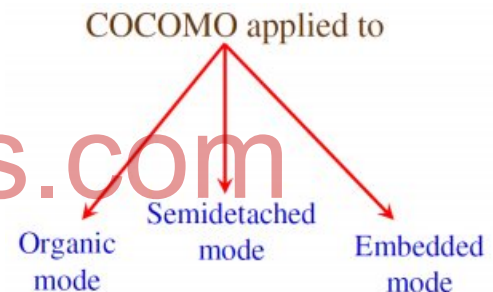 COCOMO applied to
s.com
Semidetached
mode
Organic
mode
Embedded
mode